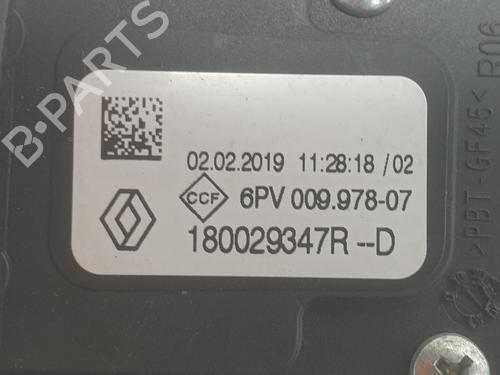 02.02.2019 11:28:18 /02
CCF 6PV 009.978-07
180029347R --D
>PBT-GF45< R06
B-PARTS